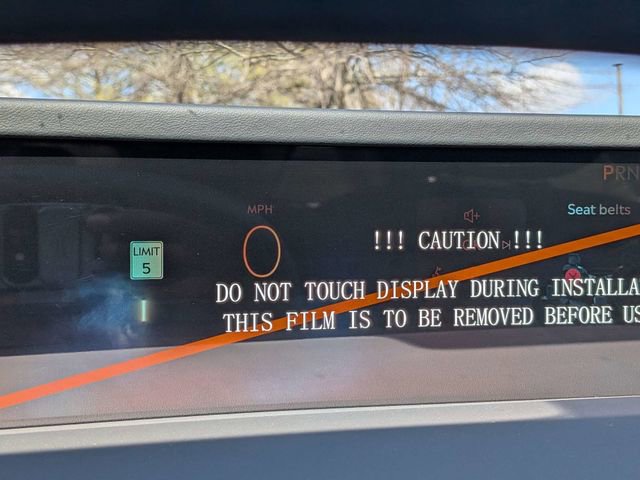 PRN
MPH
Seat belts
!!! CAUTION !!!
LIMIT
5
0
DO NOT TOUCH DISPLAY DURING INSTALLA
THIS FILM IS TO BE REMOVED BEFORE US